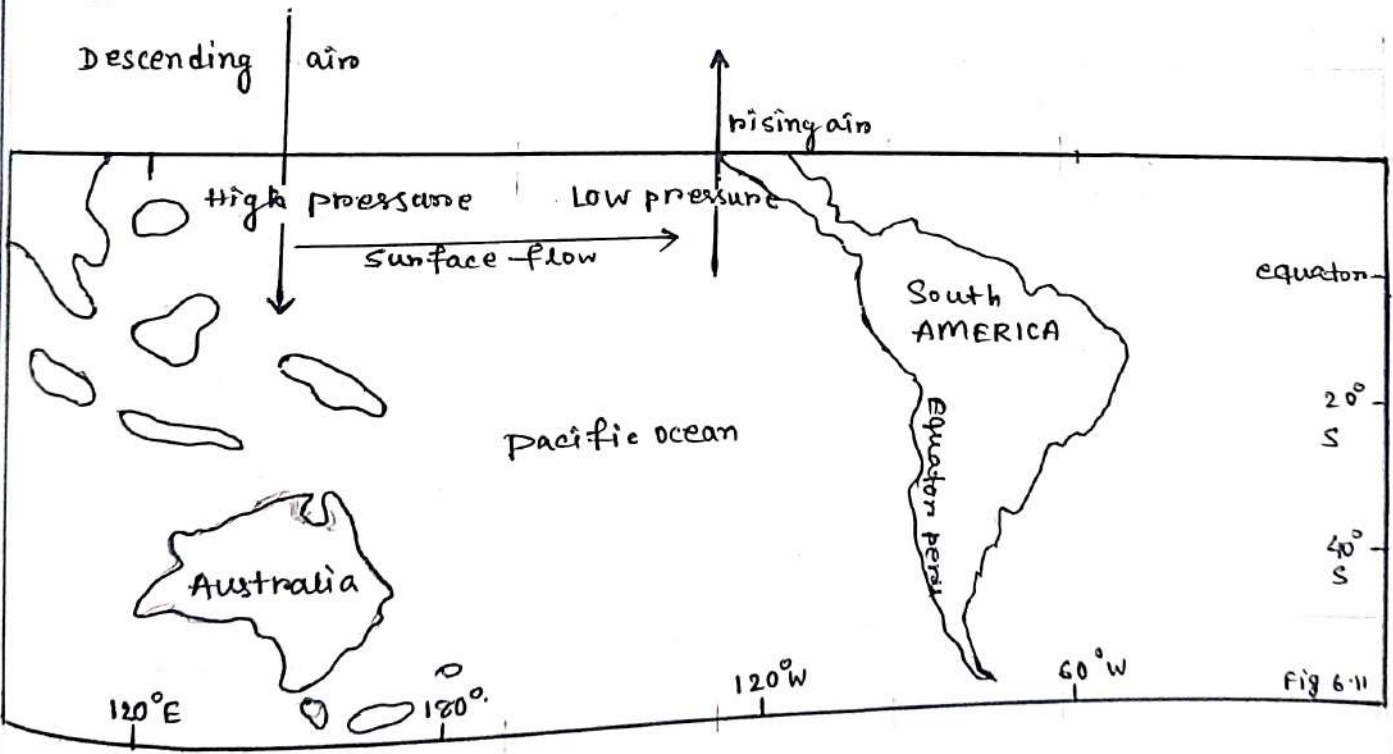 Descending air
rising air
High pressure
Low pressure
surface flow
equator
South
AMERICA
20°
S
Pacific ocean
Equator peru
40°
S
Australia
120°E
180°.
120°W
60°W
Fig 6.11